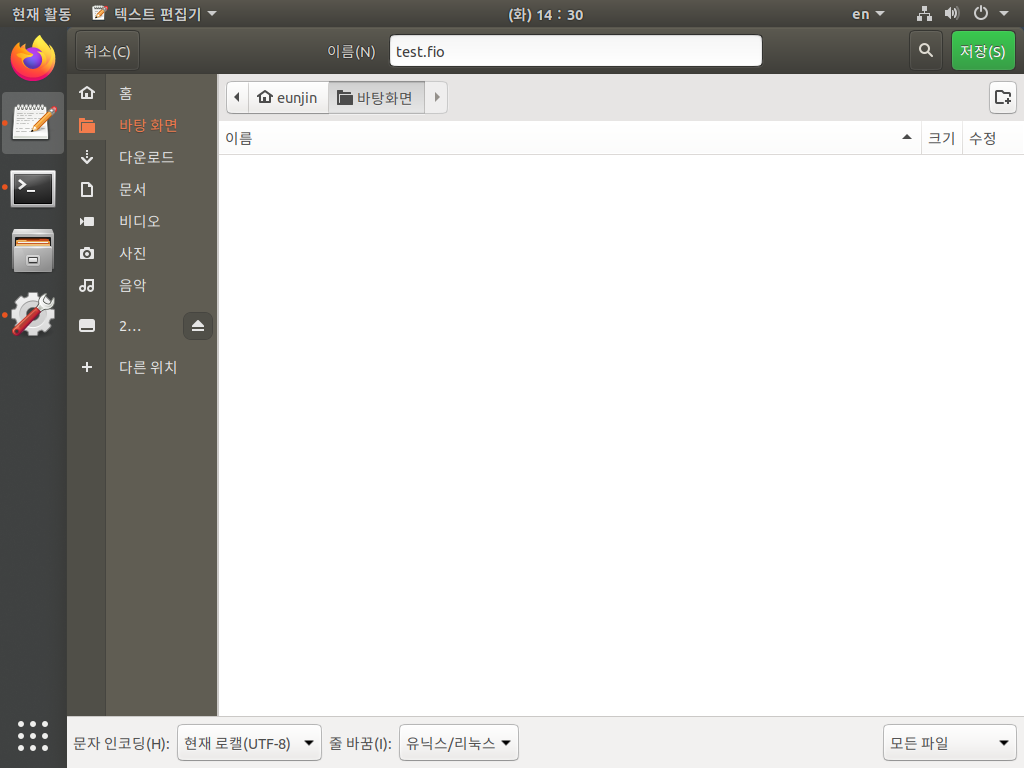 현재 활동 텍스트 편집기 (화) 14 : 30 en
취소(C) 이름(N) test.fio 저장(S)
홈 eunjin 바탕화면
바탕 화면 이름 크기 수정
다운로드
문서
비디오
사진
음악
2…
다른 위치
문자 인코딩(H): 현재 로캘(UTF-8) 줄 바꿈(I): 유닉스/리눅스 모든 파일